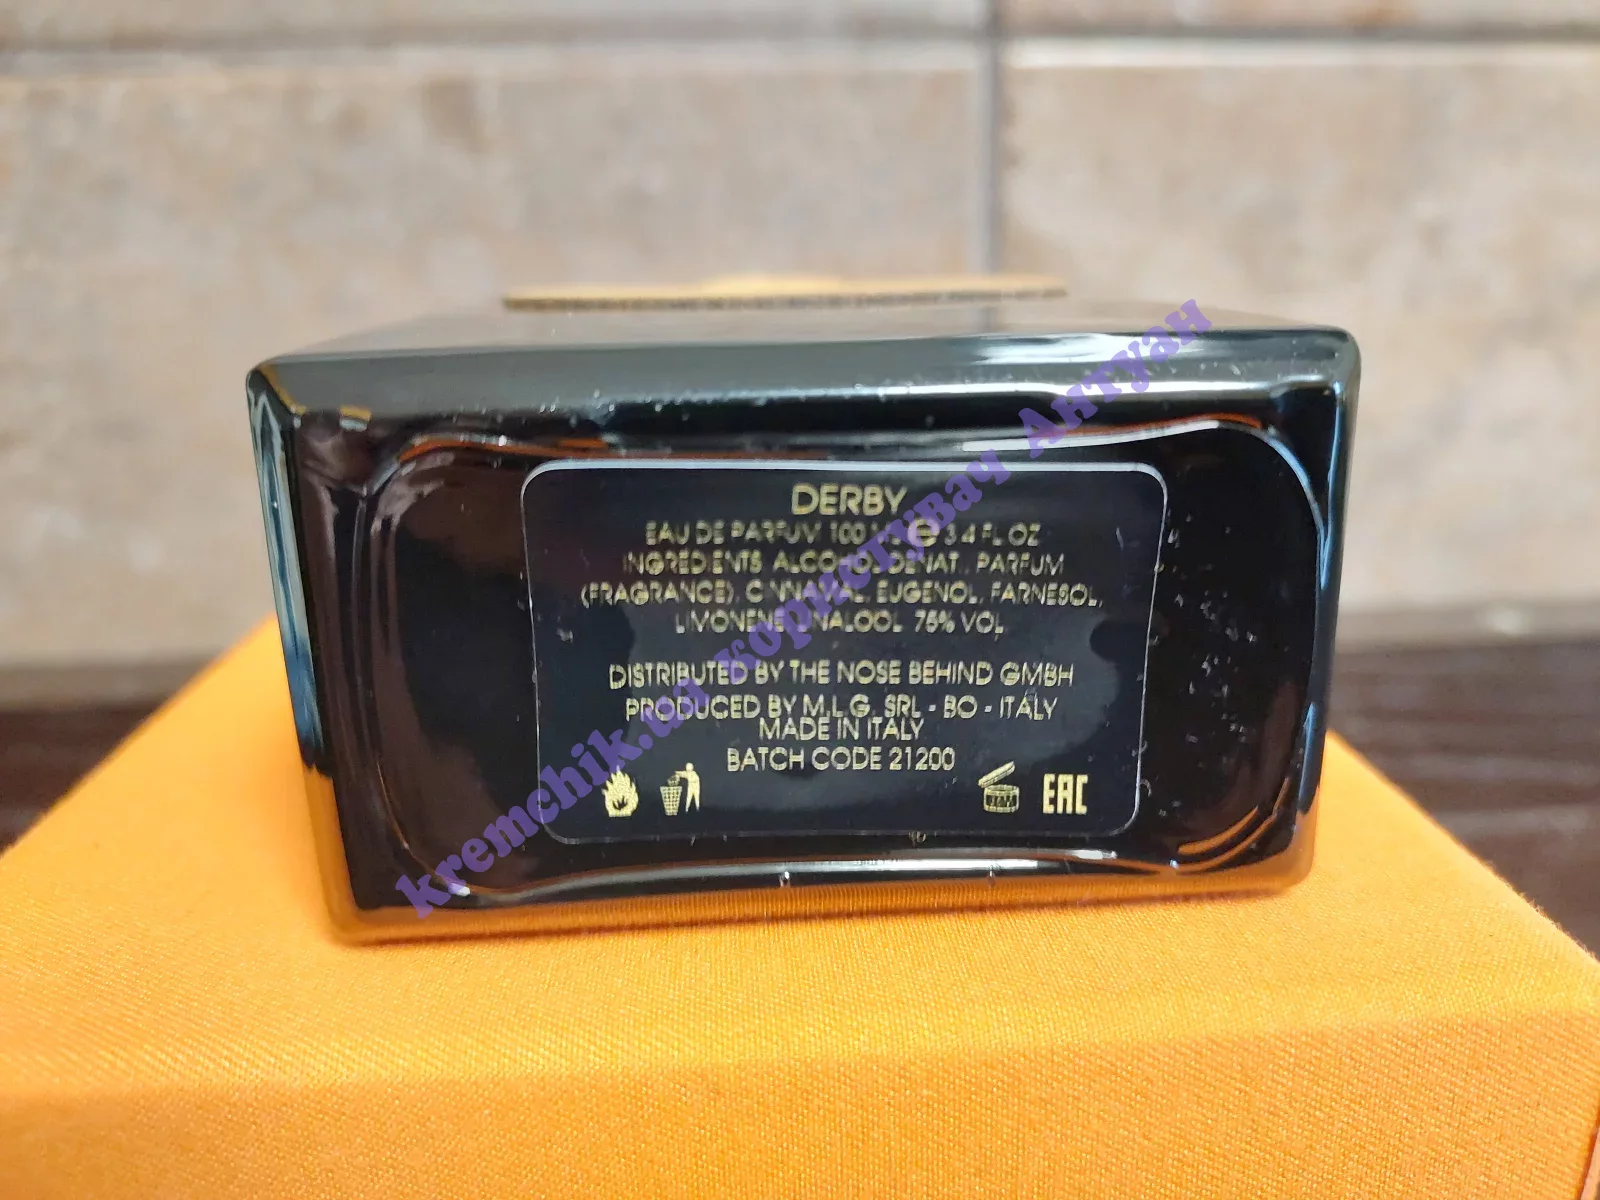 DERBY
EAU DE PARFUM 100 ML ℮ 3.4 FL OZ
INGREDIENTS ALCOHOL DENAT., PARFUM
(FRAGRANCE), CINNAMAL, EUGENOL, FARNESOL,
LIMONENE, LINALOOL 75% VOL
DISTRIBUTED BY THE NOSE BEHIND GMBH
PRODUCED BY M.L.G. SRL - BO - ITALY
MADE IN ITALY
BATCH CODE 21200
EAC
kremchik.ua користувач Антуан